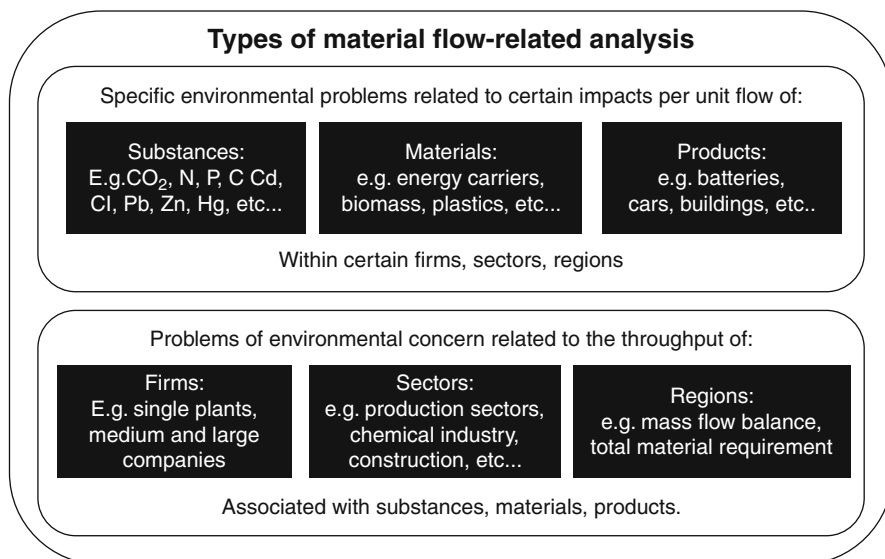 Types of material flow-related analysis
Specific environmental problems related to certain impacts per unit flow of:
Substances:
E.g.CO₂, N, P, C Cd,
Cl, Pb, Zn, Hg, etc...
Materials:
e.g. energy carriers,
biomass, plastics, etc...
Products:
e.g. batteries,
cars, buildings, etc..
Within certain firms, sectors, regions
Problems of environmental concern related to the throughput of:
Firms:
E.g. single plants,
medium and large
companies
Sectors:
e.g. production sectors,
chemical industry,
construction, etc...
Regions:
e.g. mass flow balance,
total material requirement
Associated with substances, materials, products.